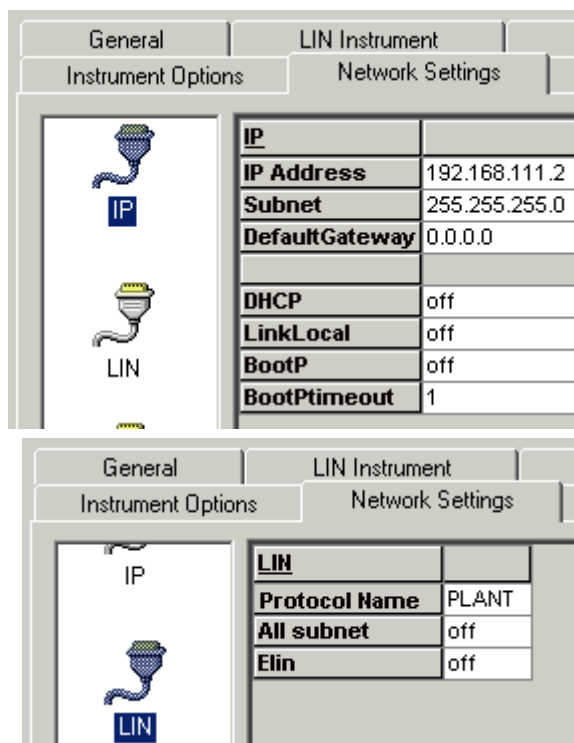 General LIN Instrument
Instrument Options Network Settings
IP
IP
IP Address 192.168.111.2
Subnet 255.255.255.0
DefaultGateway 0.0.0.0
DHCP off
LinkLocal off
BootP off
BootPtimeout 1
LIN
General LIN Instrument
Instrument Options Network Settings
IP
LIN
Protocol Name PLANT
All subnet off
Elin off
LIN